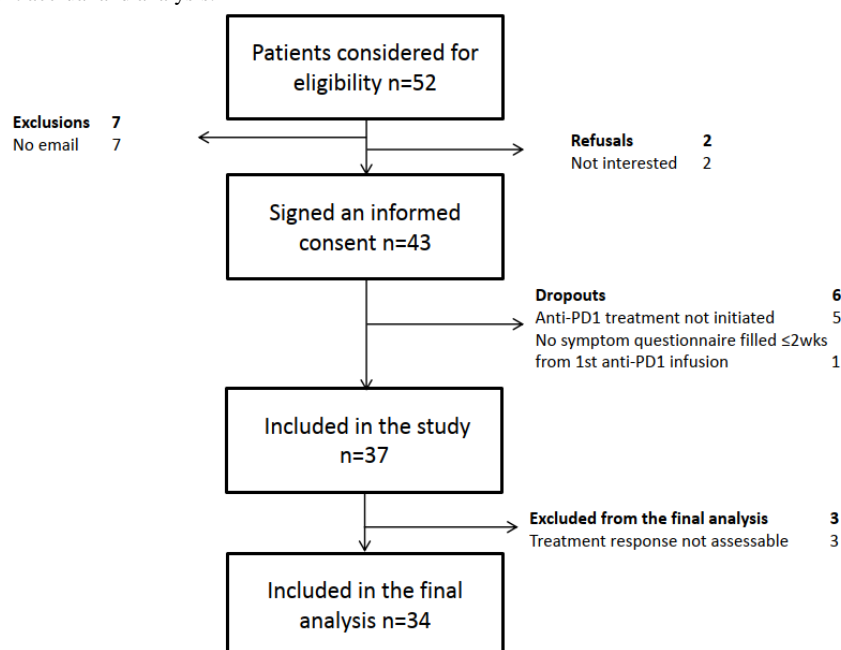 Patients considered for
eligibility n=52
Exclusions 7
No email 7
Refusals 2
Not interested 2
Signed an informed
consent n=43
Dropouts 6
Anti-PD1 treatment not initiated 5
No symptom questionnaire filled ≤2wks
from 1st anti-PD1 infusion 1
Included in the study
n=37
Excluded from the final analysis 3
Treatment response not assessable 3
Included in the final
analysis n=34